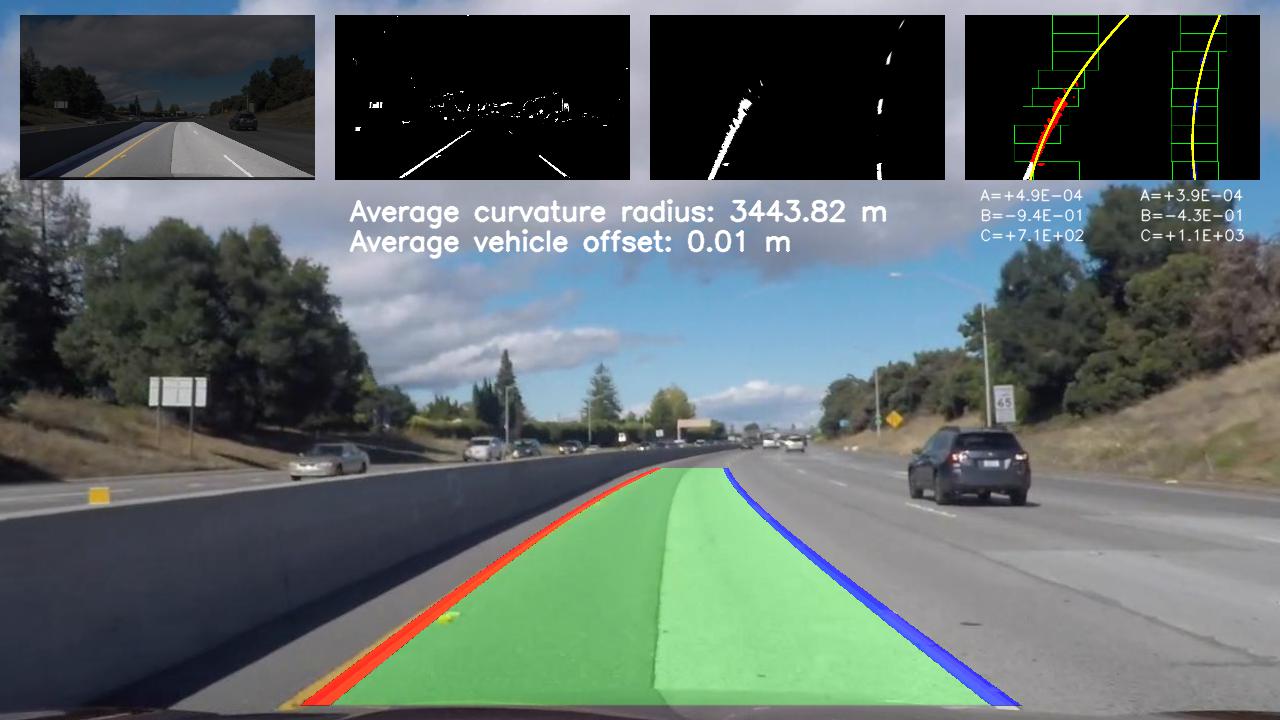 Average curvature radius: 3443.82 m
Average vehicle offset: 0.01 m
A=+4.9E-04
B=-9.4E-01
C=+7.1E+02
A=+3.9E-04
B=-4.3E-01
C=+1.1E+03
65